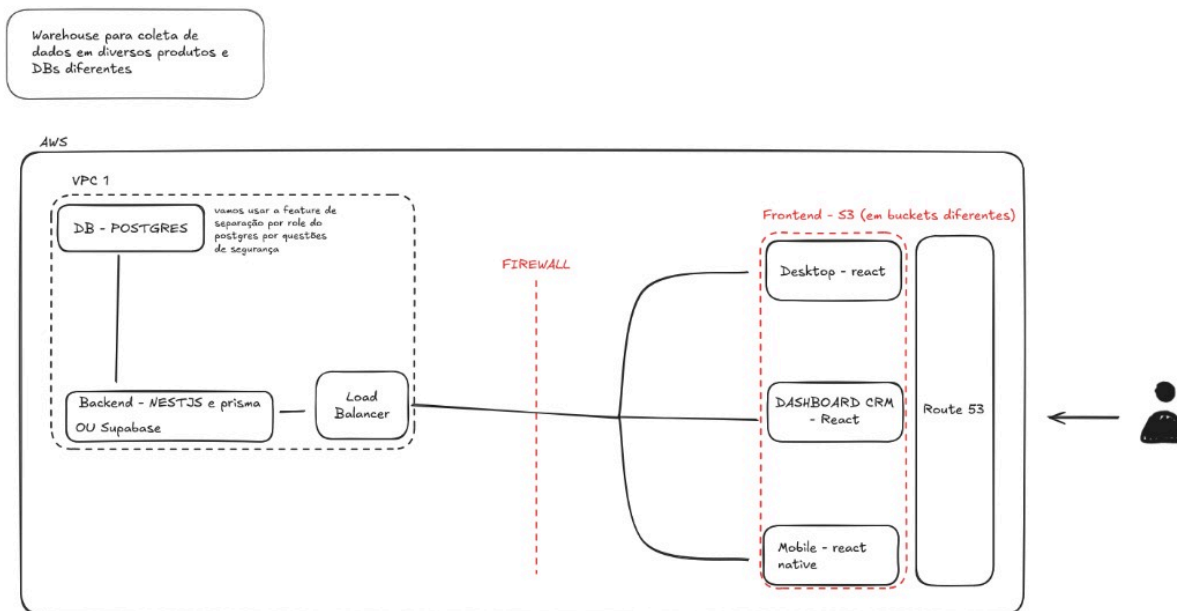 Warehouse para coleta de
dados em diversos produtos e
DBs diferentes
AWS
VPC 1
DB - POSTGRES
vamos usar a feature de
separação por role do
postgres por questões
de segurança
Backend - NESTJS e prisma
OU Supabase
Load
Balancer
FIREWALL
Frontend - S3 (em buckets diferentes)
Desktop - react
DASHBOARD CRM
- React
Mobile - react
native
Route 53